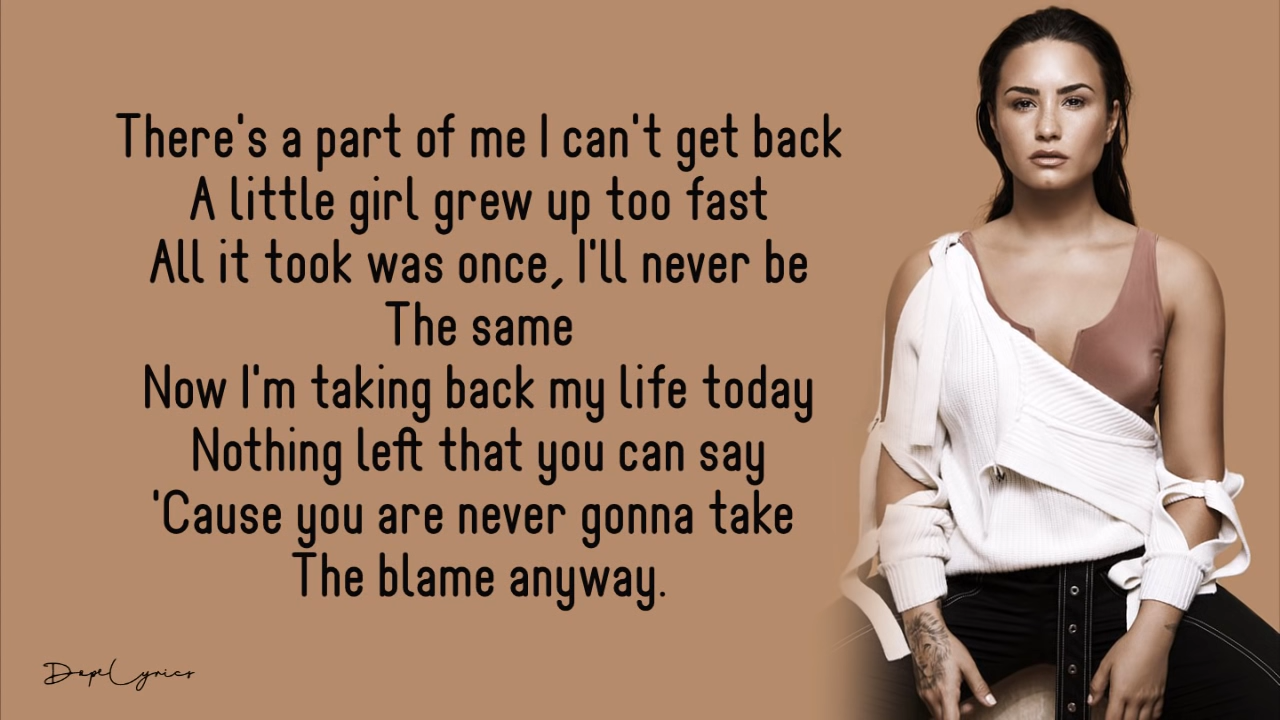 There's a part of me I can't get back
A little girl grew up too fast
All it took was once, I'll never be
The same
Now I'm taking back my life today
Nothing left that you can say
'Cause you are never gonna take
The blame anyway.
DopeLyrics